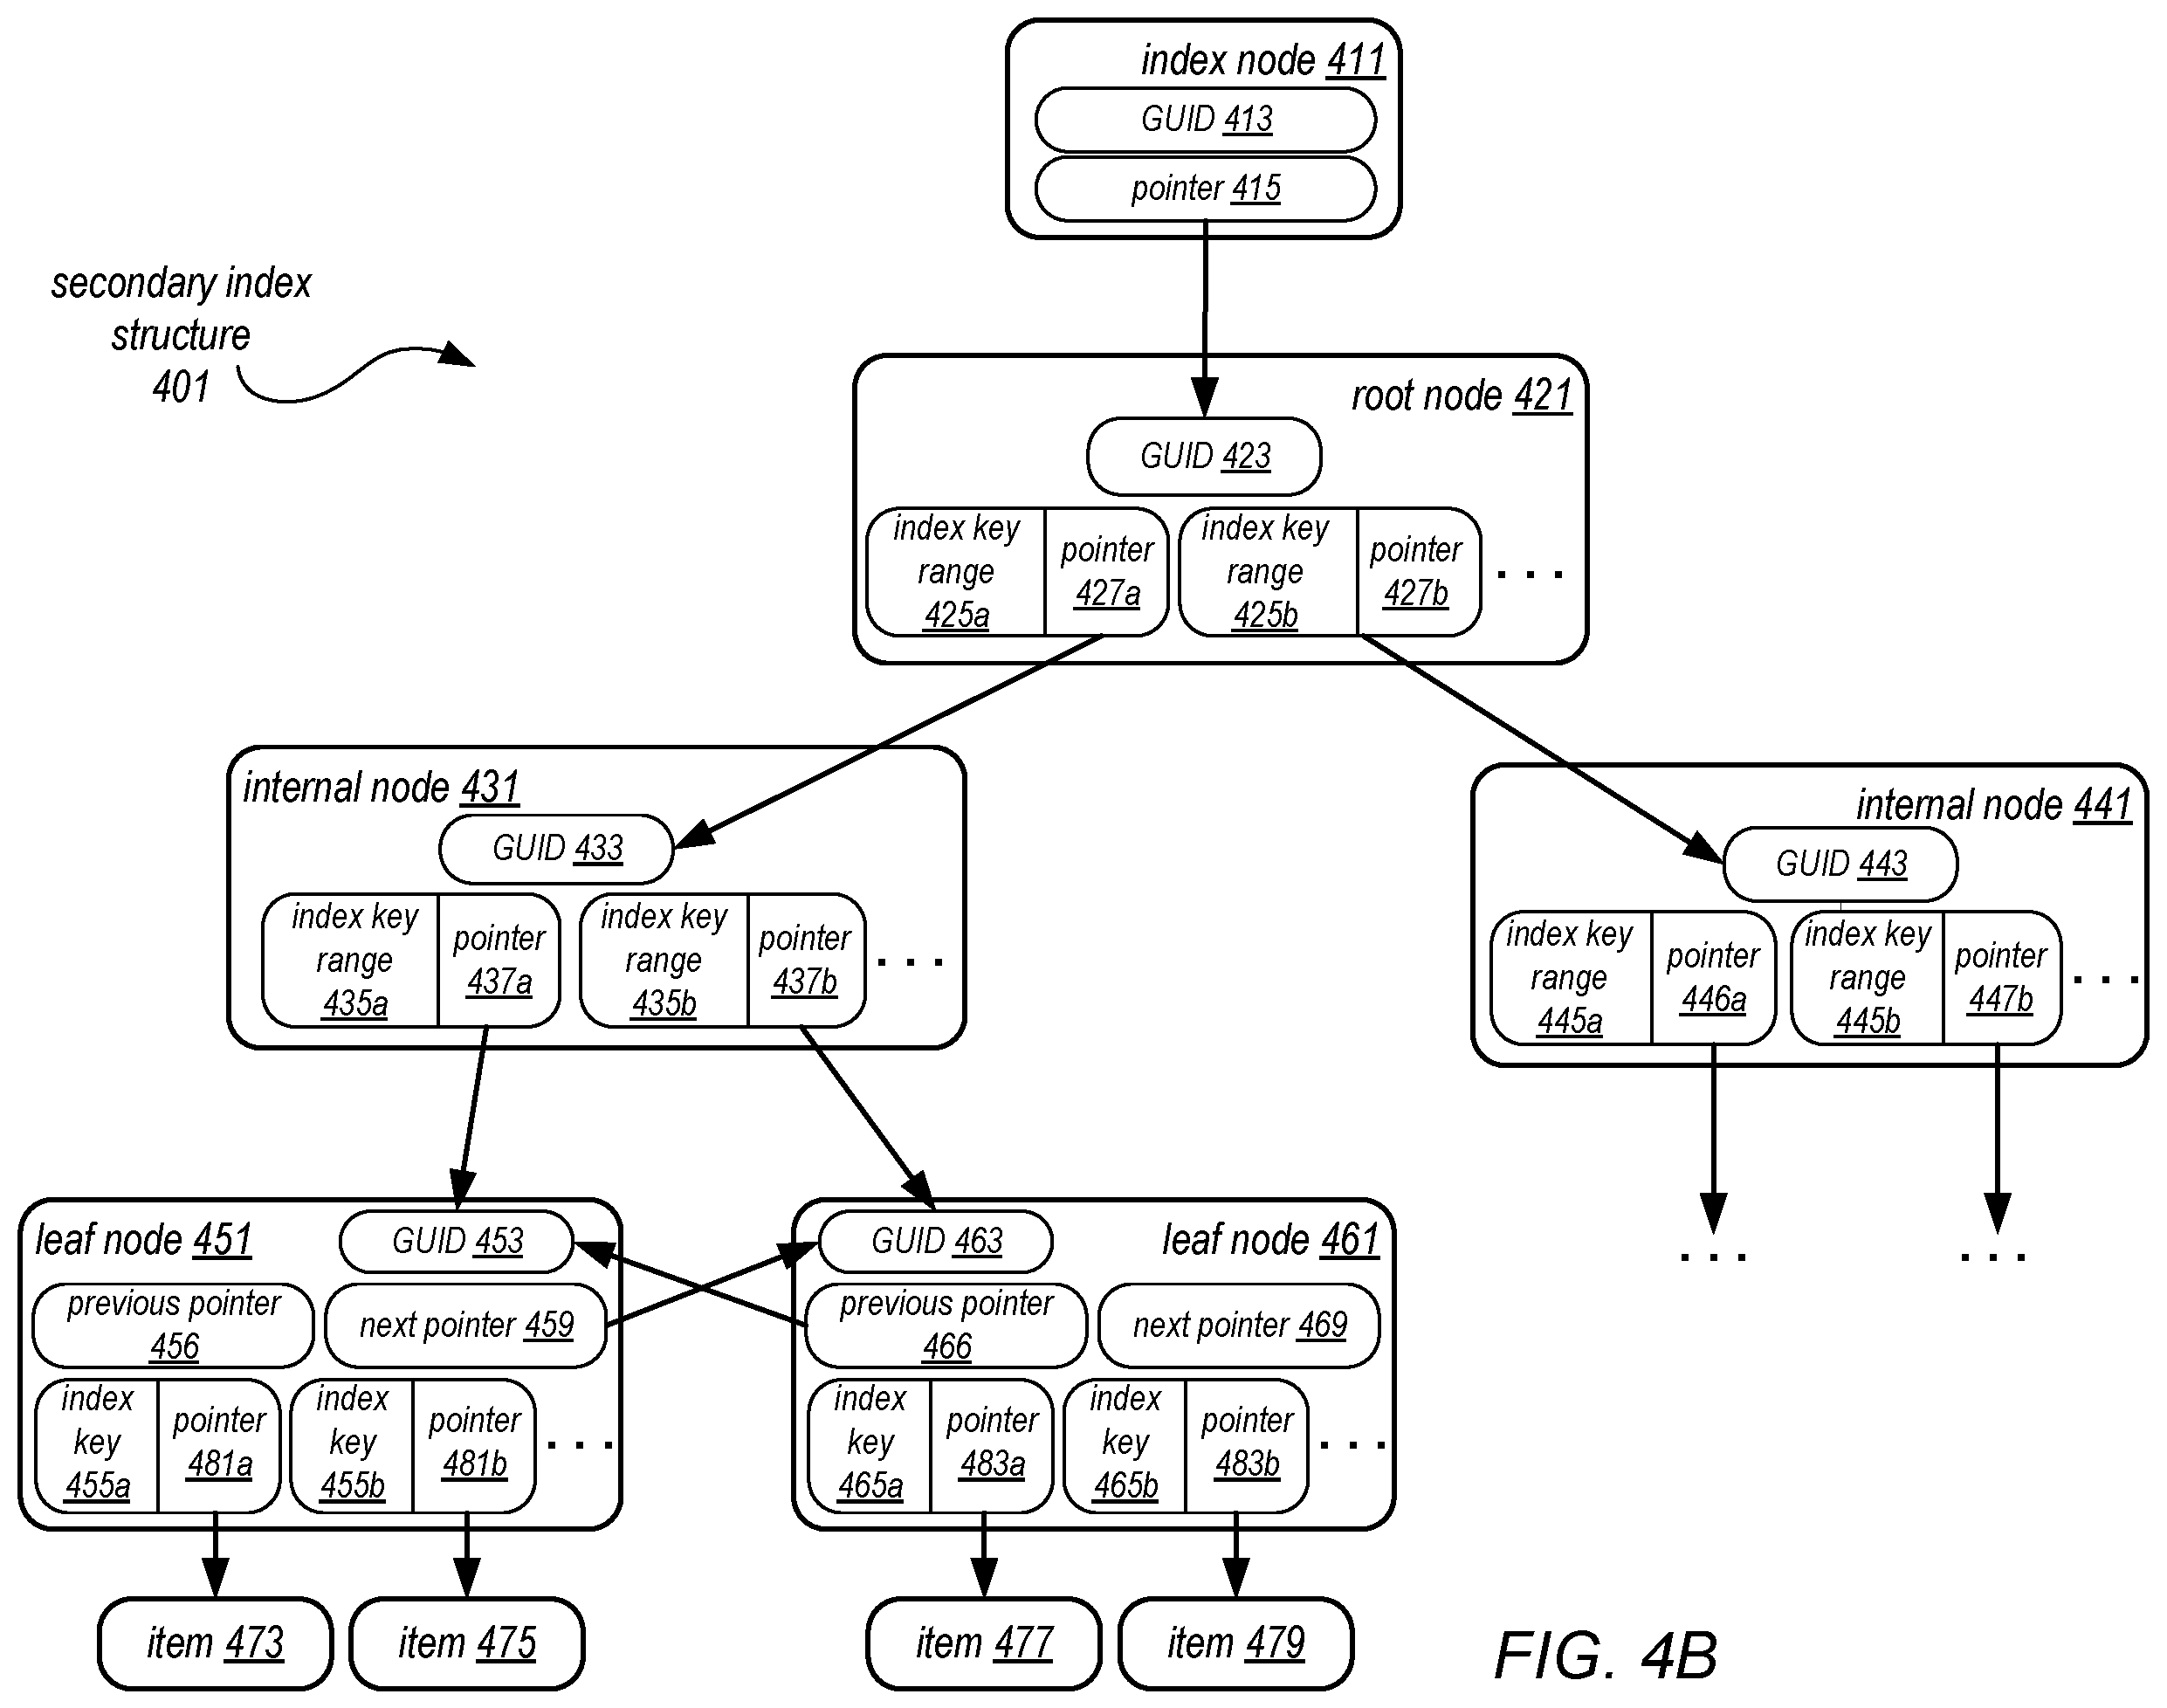 index node 411
GUID 413
pointer 415
secondary index
structure
401
root node 421
GUID 423
index key
range
425a
pointer
427a
index key
range
425b
pointer
427b
. . .
internal node 431
GUID 433
index key
range
435a
pointer
437a
index key
range
435b
pointer
437b
. . .
internal node 441
GUID 443
index key
range
445a
pointer
446a
index key
range
445b
pointer
447b
. . .
. . .
. . .
leaf node 451
GUID 453
previous pointer
456
next pointer 459
index
key
455a
pointer
481a
index
key
455b
pointer
481b
. . .
leaf node 461
GUID 463
previous pointer
466
next pointer 469
index
key
465a
pointer
483a
index
key
465b
pointer
483b
. . .
item 473
item 475
item 477
item 479
FIG. 4B